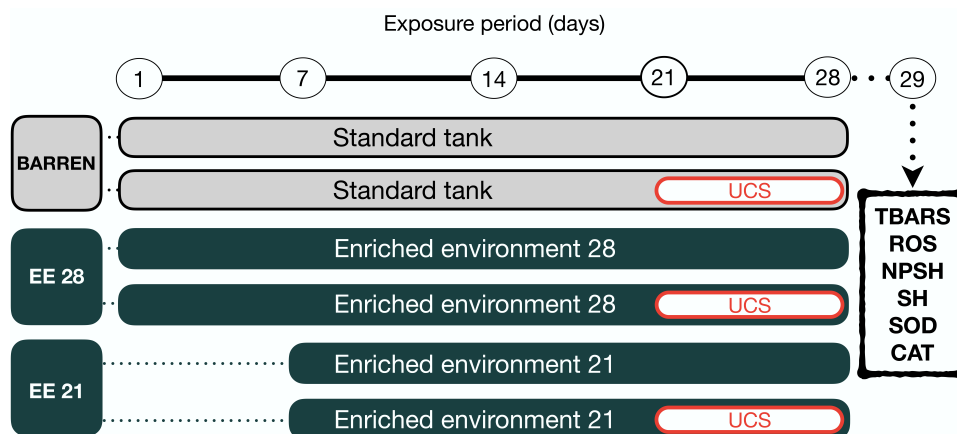 Exposure period (days)
1 7 14 21 28 29
BARREN
Standard tank
Standard tank UCS
EE 28
Enriched environment 28
Enriched environment 28 UCS
EE 21
Enriched environment 21
Enriched environment 21 UCS
TBARS
ROS
NPSH
SH
SOD
CAT